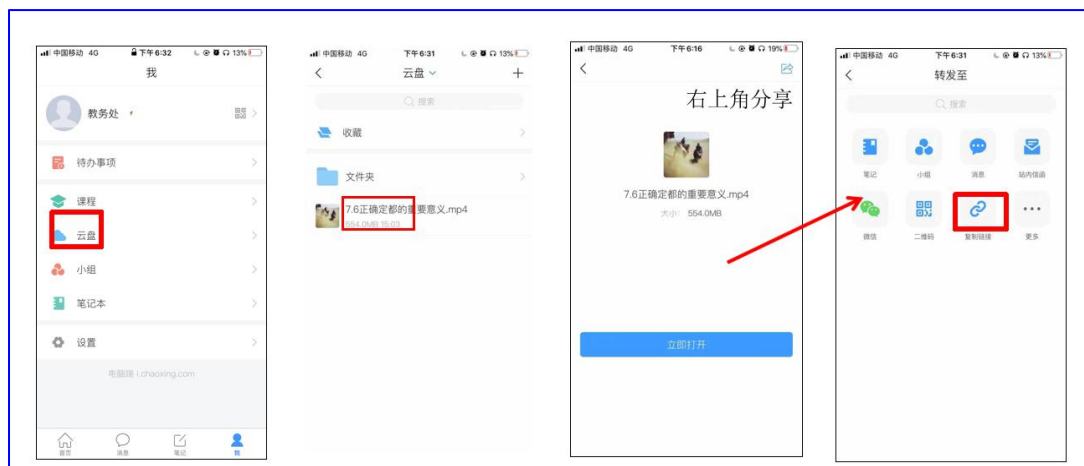 中国移动 4G 下午6:32 13%
我
教务处
待办事项
课程
云盘
小组
笔记本
设置
电脑端 i.chaoxing.com
首页 消息 笔记 我
中国移动 4G 下午6:31 13%
云盘
搜索
收藏
文件夹
7.6正确定都的重要意义.mp4
554.0MB 15:03
中国移动 4G 下午6:16 19%
右上角分享
7.6正确定都的重要意义.mp4
大小: 554.0MB
立即打开
中国移动 4G 下午6:31 13%
转发至
搜索
笔记 小组 消息 站内信函
微信 二维码 复制链接 更多